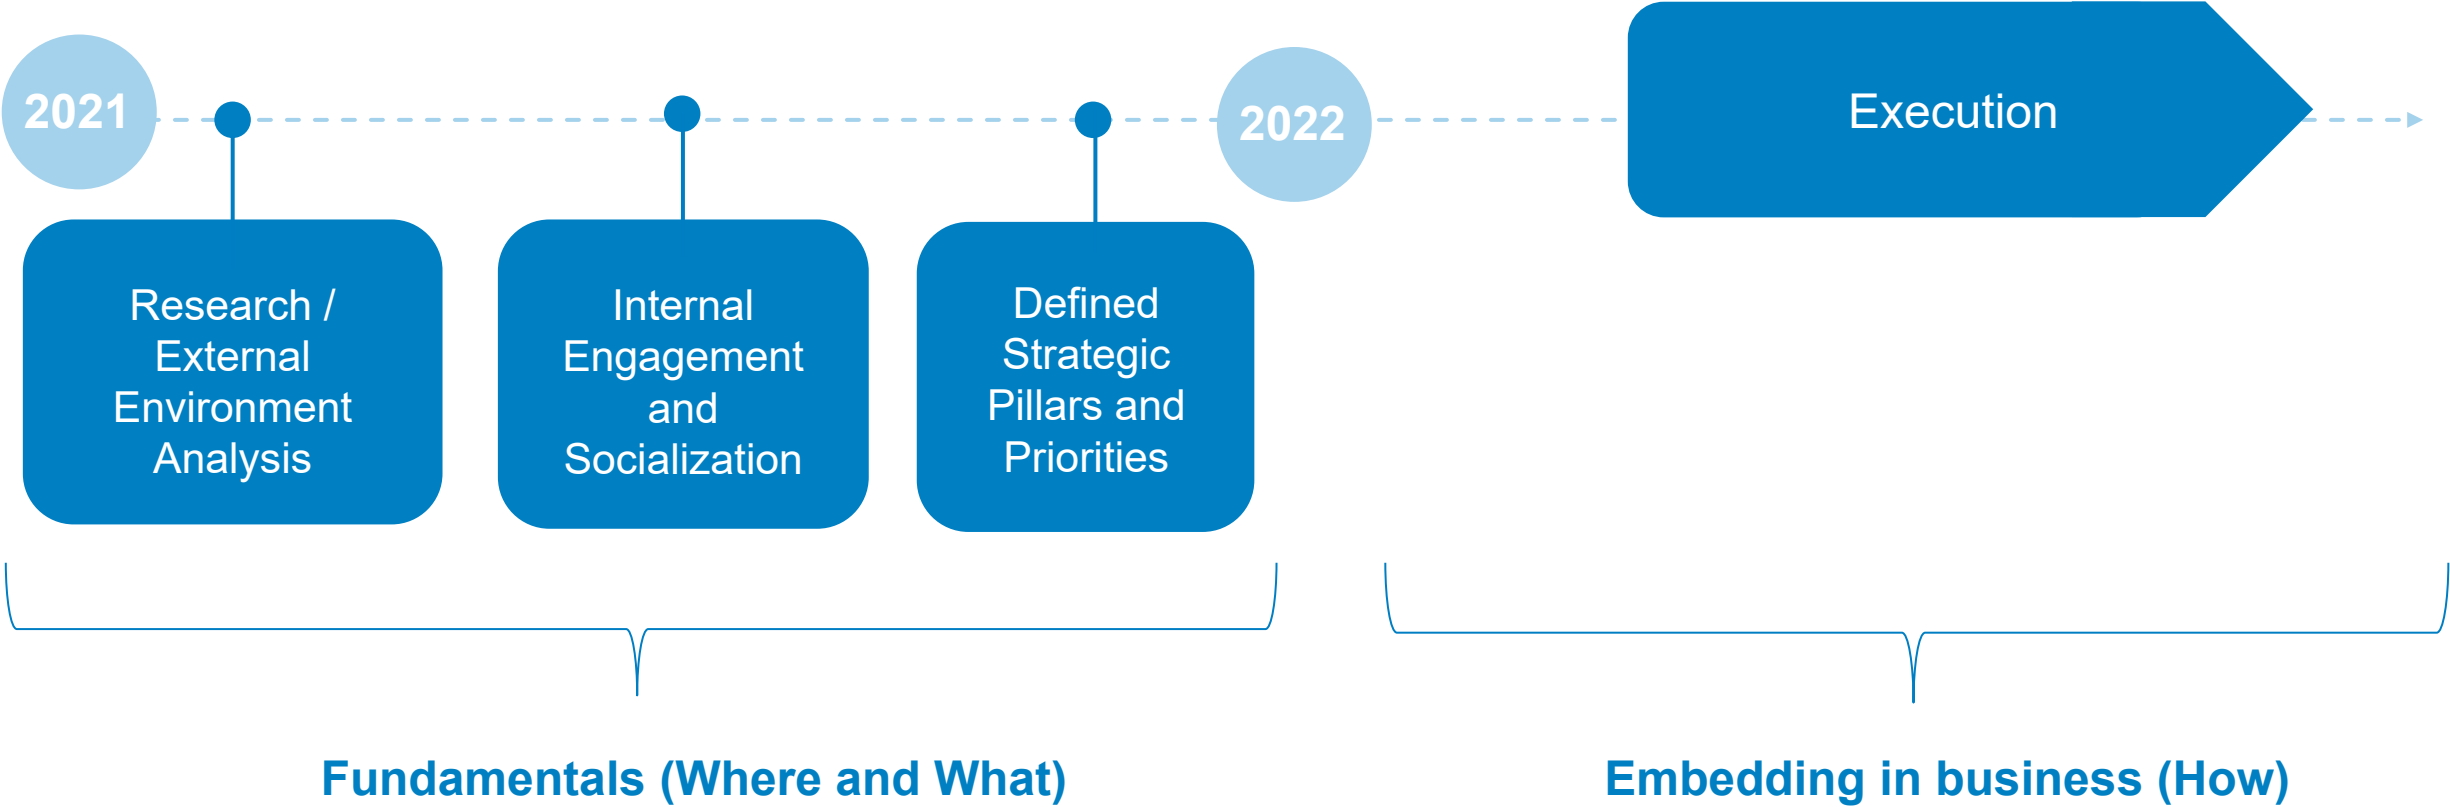 2021
2022
Execution
Research /
External
Environment
Analysis
Internal
Engagement
and
Socialization
Defined
Strategic
Pillars and
Priorities
Fundamentals (Where and What)
Embedding in business (How)